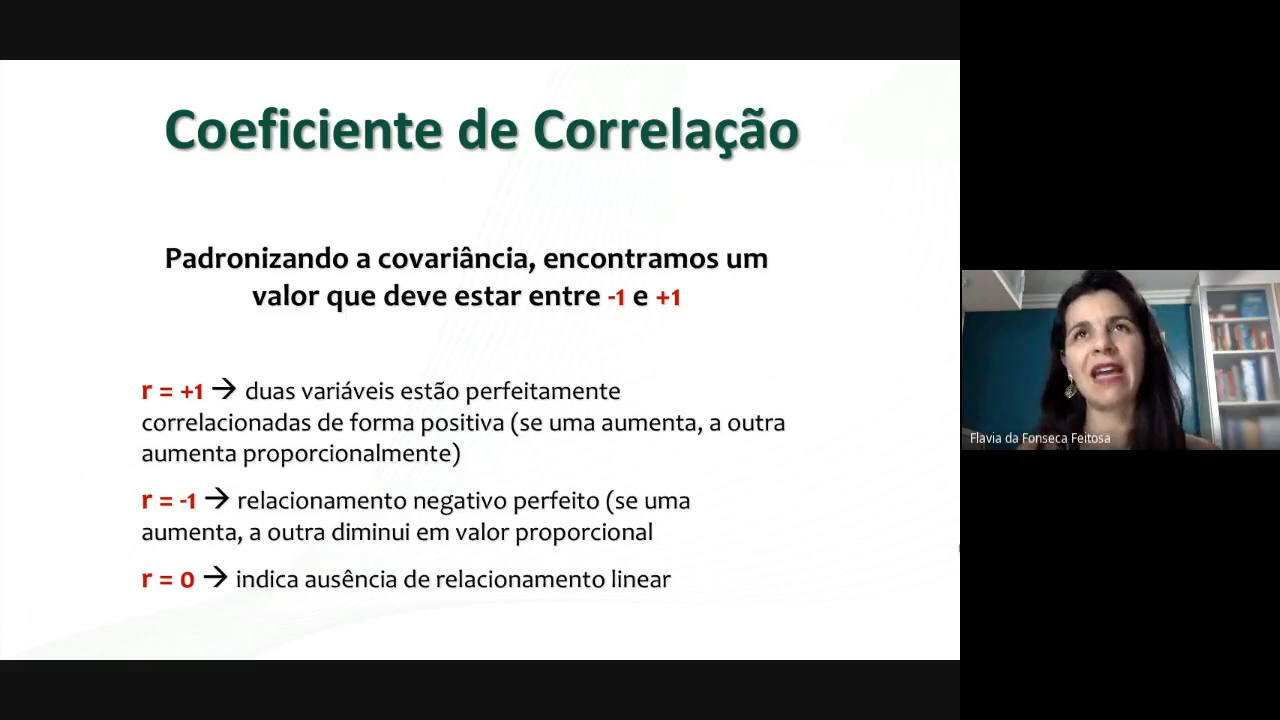 Coeficiente de Correlação
Padronizando a covariância, encontramos um
valor que deve estar entre -1 e +1
r = +1 → duas variáveis estão perfeitamente
correlacionadas de forma positiva (se uma aumenta, a outra
aumenta proporcionalmente)
r = -1 → relacionamento negativo perfeito (se uma
aumenta, a outra diminui em valor proporcional
r = 0 → indica ausência de relacionamento linear
Flavia da Fonseca Feitosa